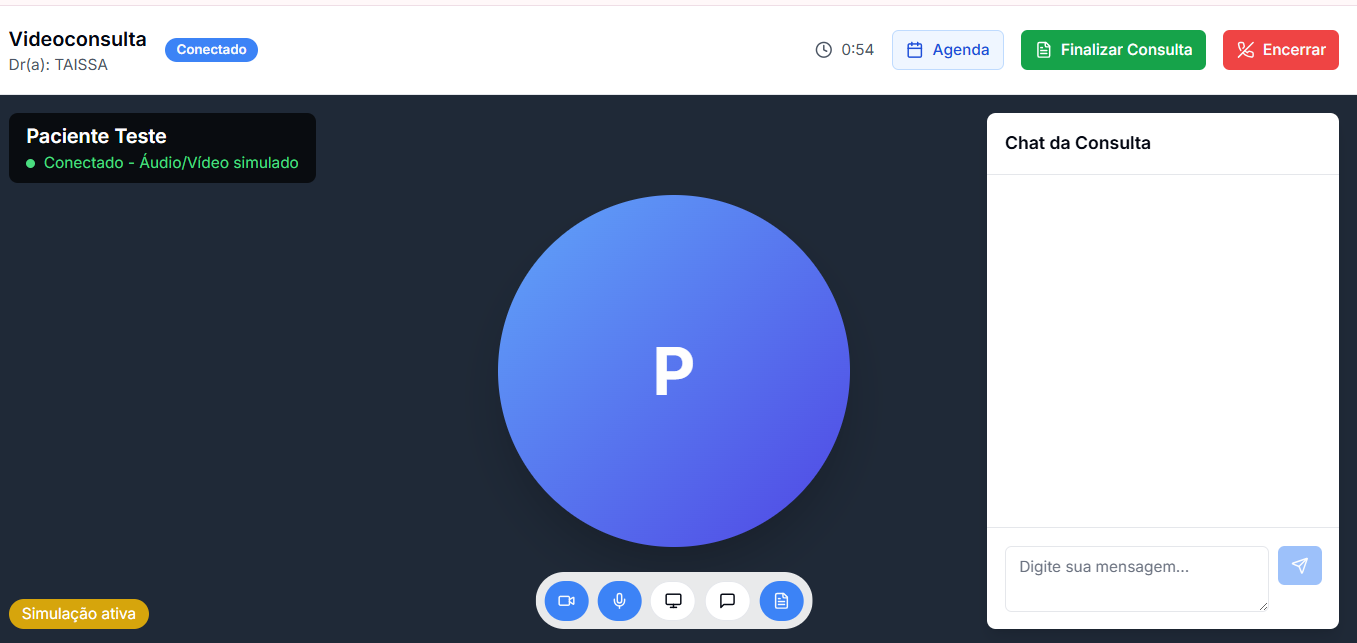 Videoconsulta
Conectado
Dr(a): TAISSA
0:54
Agenda
Finalizar Consulta
Encerrar
Paciente Teste
Conectado - Áudio/Vídeo simulado
P
Chat da Consulta
Digite sua mensagem...
Simulação ativa